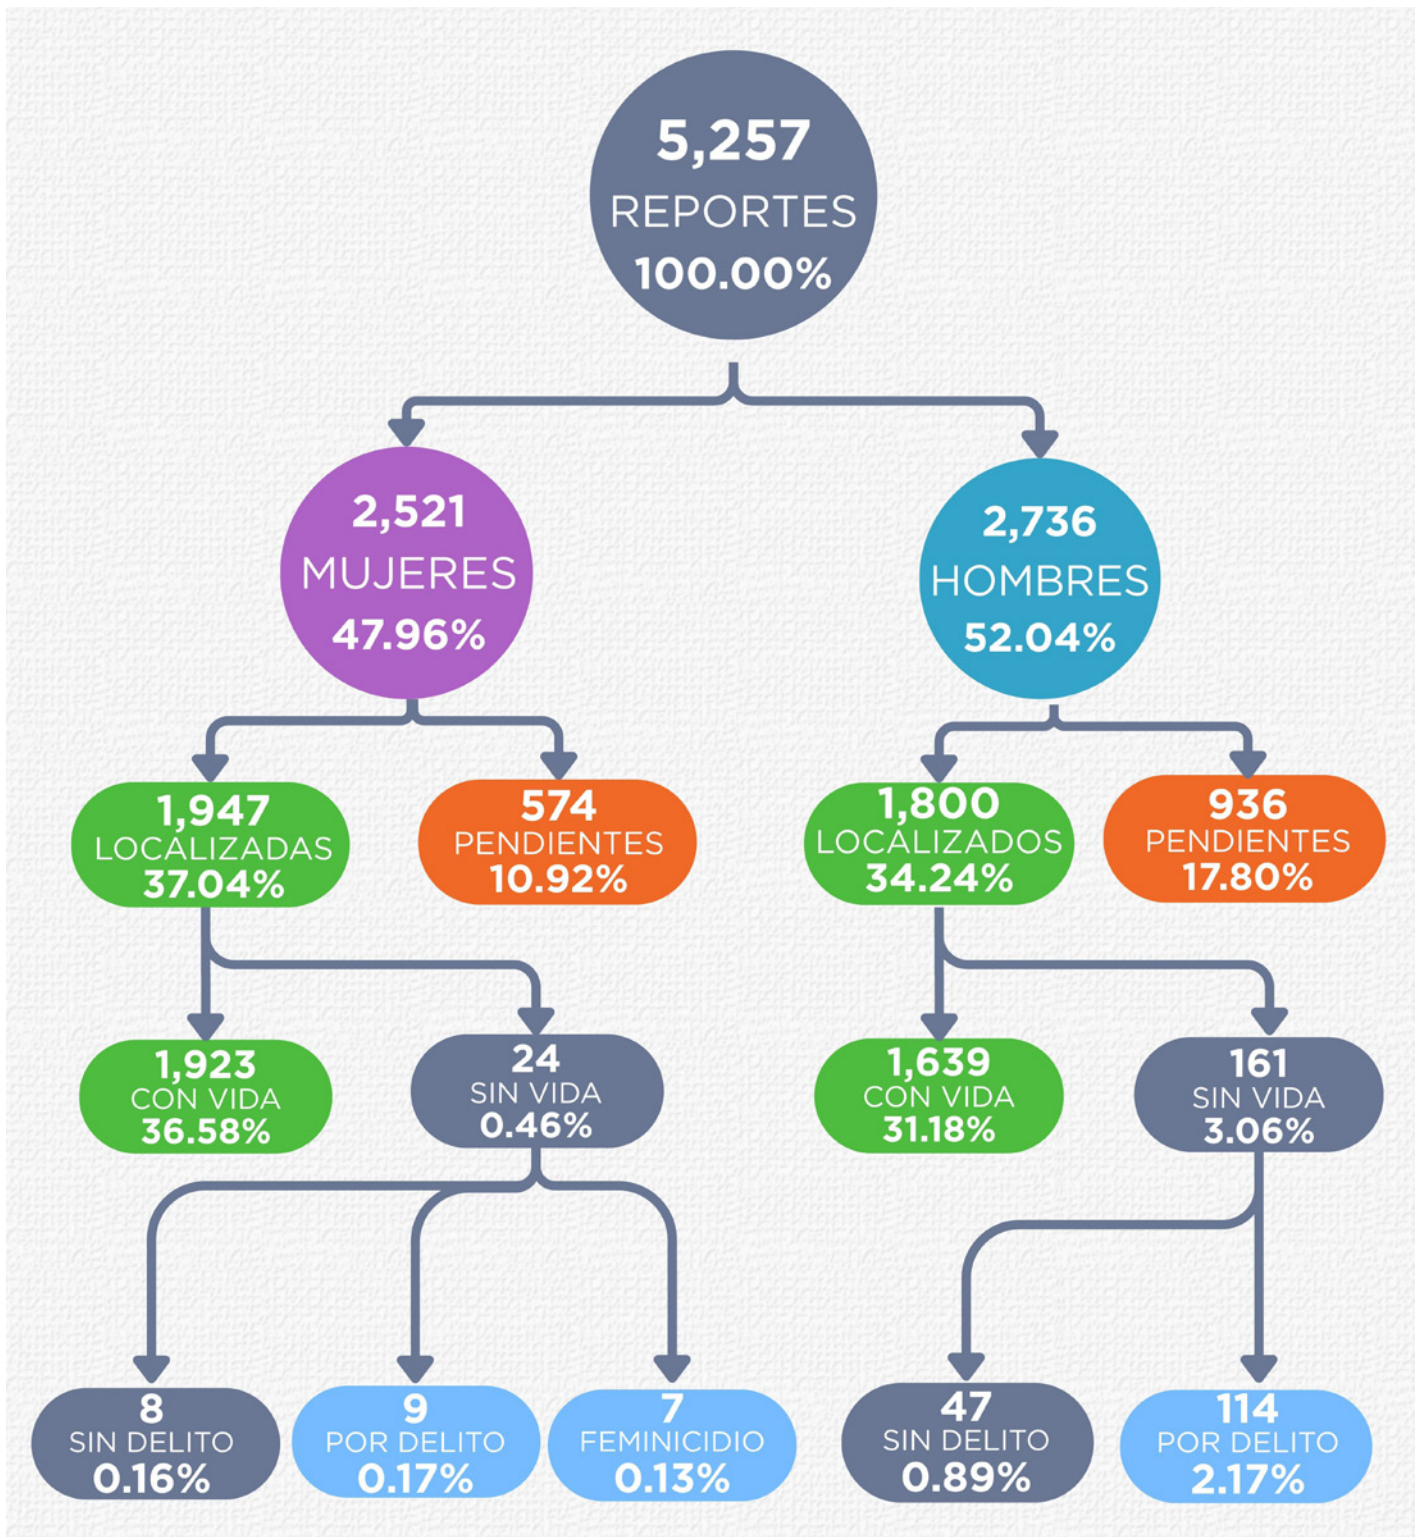 5,257
REPORTES
100.00%
2,521
MUJERES
47.96%
2,736
HOMBRES
52.04%
1,947
LOCALIZADAS
37.04%
574
PENDIENTES
10.92%
1,800
LOCALIZADOS
34.24%
936
PENDIENTES
17.80%
1,923
CON VIDA
36.58%
24
SIN VIDA
0.46%
1,639
CON VIDA
31.18%
161
SIN VIDA
3.06%
8
SIN DELITO
0.16%
9
POR DELITO
0.17%
7
FEMINICIDIO
0.13%
47
SIN DELITO
0.89%
114
POR DELITO
2.17%